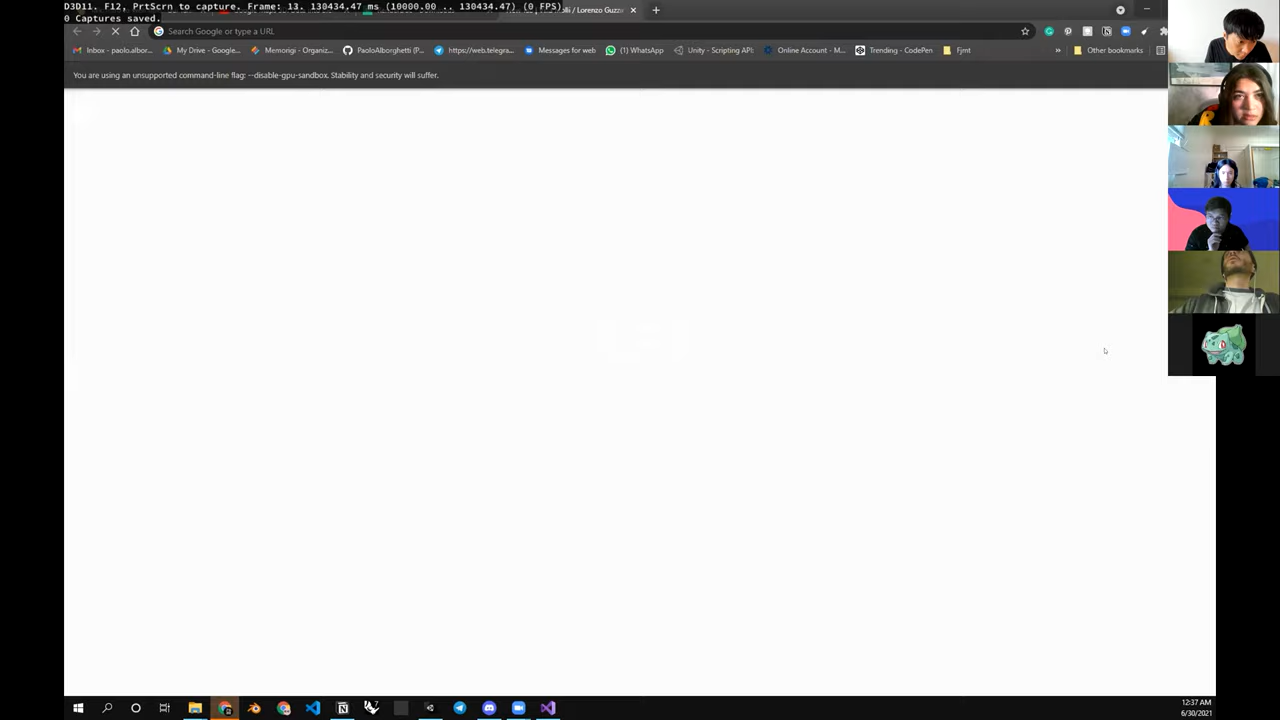 D3D11. F12, PrtScrn to capture. Frame: 13. 130434.47 ms (10000.00 .. 130434.47) (0 FPS)
0 Captures saved.
olli / Lorenzo Guzz
Search Google or type a URL
Inbox - paolo.albor... My Drive - Google... Memorigi - Organiz... PaoloAlborghetti (P... https://web.telegra... Messages for web (1) WhatsApp Unity - Scripting API: Online Account - M... Trending - CodePen Fjmt » Other bookmarks
You are using an unsupported command-line flag: --disable-gpu-sandbox. Stability and security will suffer.
12:37 AM
6/30/2021